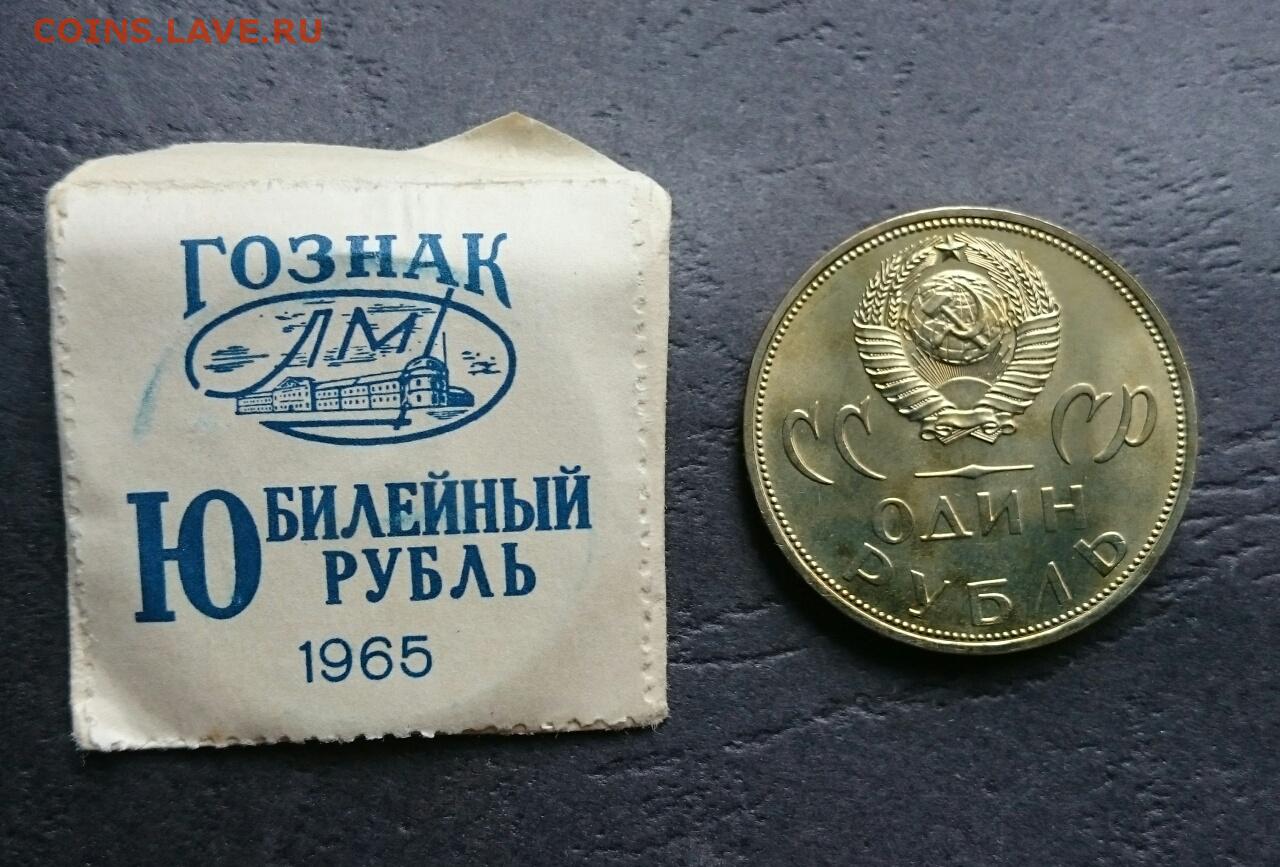 COINS.LAVE.RU
ГОЗНАК
ЛМ
ЮБИЛЕЙНЫЙ
РУБЛЬ
1965
СССР
ОДИН
РУБЛЬ